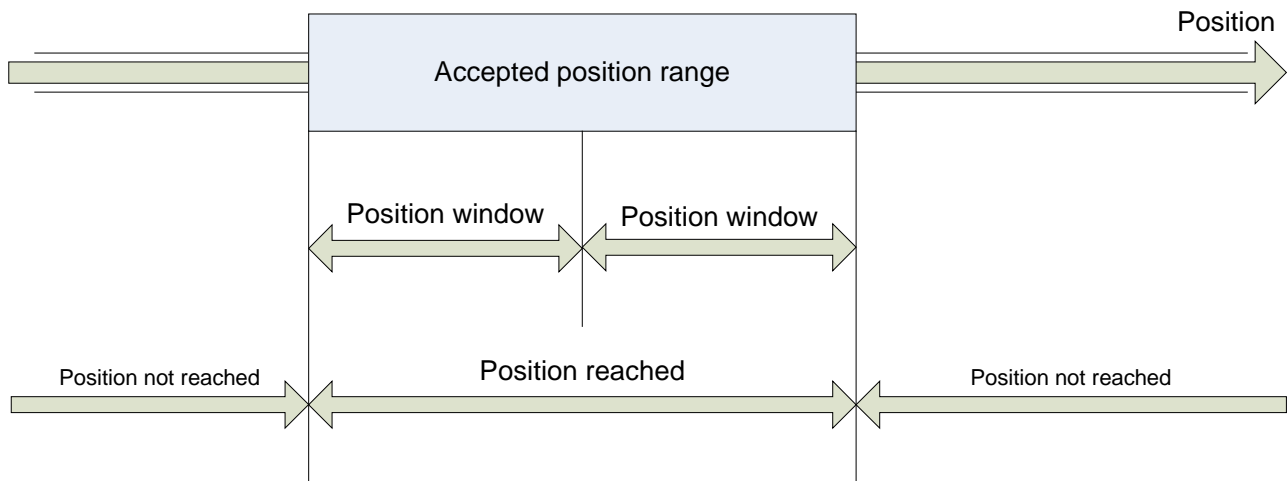 Position
Accepted position range
Position window
Position window
Position not reached
Position reached
Position not reached